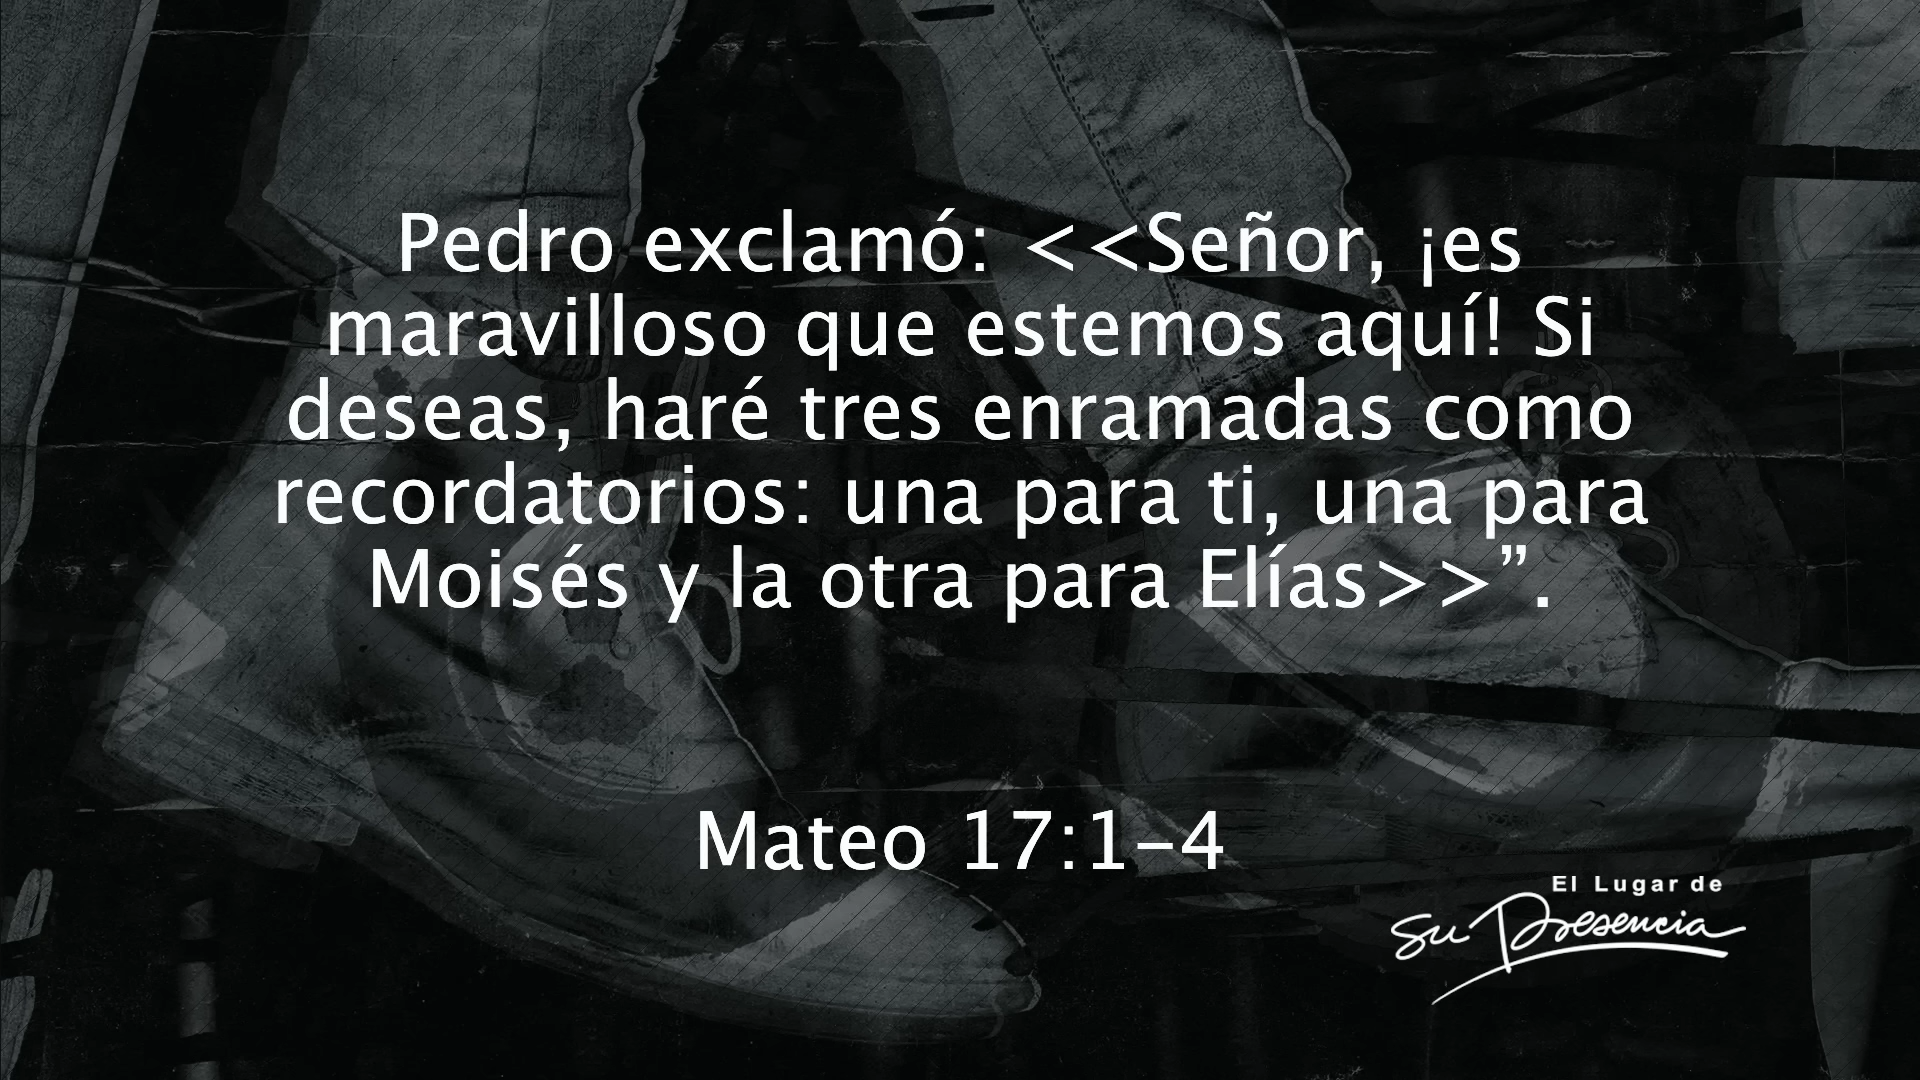 Pedro exclamó: <<Señor, ¡es
maravilloso que estemos aquí! Si
deseas, haré tres enramadas como
recordatorios: una para ti, una para
Moisés y la otra para Elías>>”.
Mateo 17:1-4
El Lugar de
Su Presencia